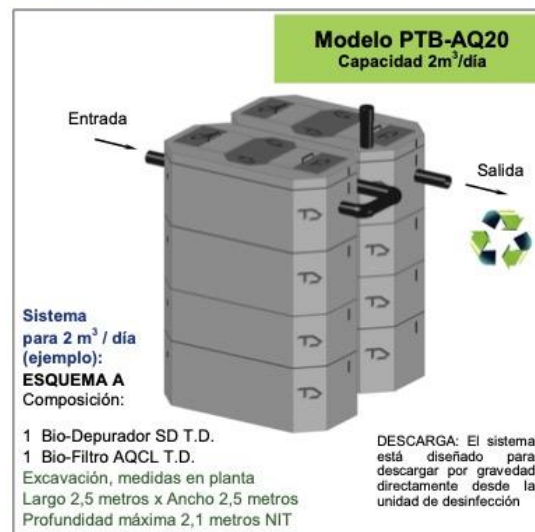 Modelo PTB-AQ20
Capacidad 2m³/día
Entrada
Salida
Sistema
para 2 m³ / día
(ejemplo):
ESQUEMA A
Composición:
1 Bio-Depurador SD T.D.
1 Bio-Filtro AQCL T.D.
Excavación, medidas en planta
Largo 2,5 metros x Ancho 2,5 metros
Profundidad máxima 2,1 metros NIT
DESCARGA: El sistema
está diseñado para
descargar por gravedad
directamente desde la
unidad de desinfección